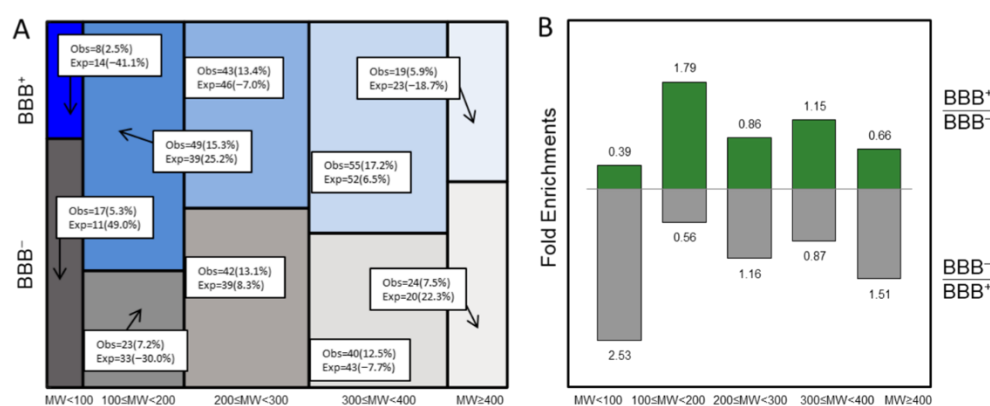 A
BBB⁺
BBB⁻
Obs=8(2.5%)
Exp=14(−41.1%)
Obs=43(13.4%)
Exp=46(−7.0%)
Obs=19(5.9%)
Exp=23(−18.7%)
Obs=49(15.3%)
Exp=39(25.2%)
Obs=55(17.2%)
Exp=52(6.5%)
Obs=17(5.3%)
Exp=11(49.0%)
Obs=42(13.1%)
Exp=39(8.3%)
Obs=24(7.5%)
Exp=20(22.3%)
Obs=23(7.2%)
Exp=33(−30.0%)
Obs=40(12.5%)
Exp=43(−7.7%)
MW<100 100≤MW<200 200≤MW<300 300≤MW<400 MW≥400
B
Fold Enrichments
0.39 1.79 0.86 1.15 0.66
2.53 0.56 1.16 0.87 1.51
BBB⁺
BBB⁻
BBB⁻
BBB⁺
MW<100 100≤MW<200 200≤MW<300 300≤MW<400 MW≥400